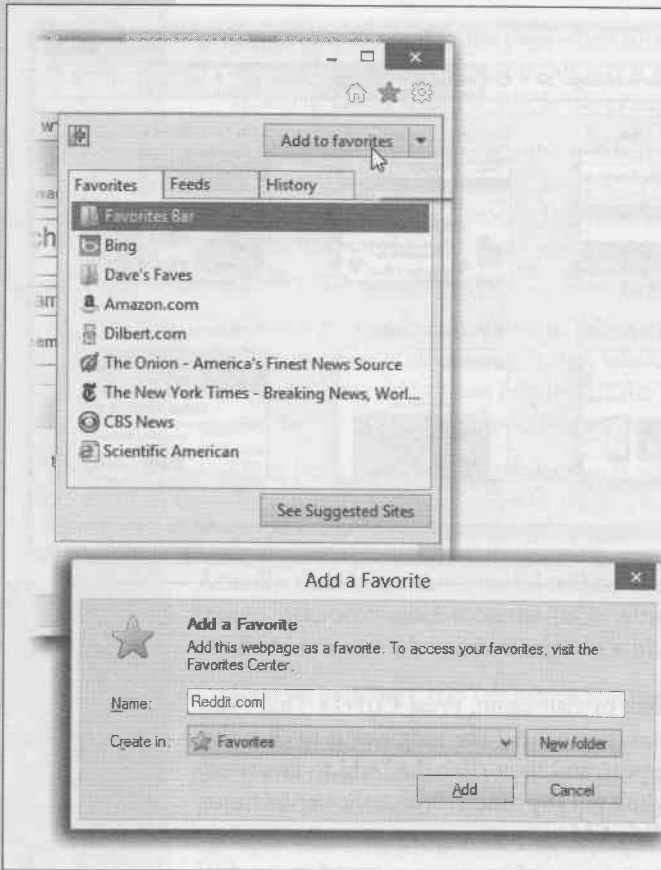 Add to favorites
Favorites
Feeds
History
Favorites Bar
Bing
Dave's Faves
Amazon.com
Dilbert.com
The Onion - America's Finest News Source
The New York Times - Breaking News, Worl...
CBS News
Scientific American
See Suggested Sites
Add a Favorite
Add a Favorite
Add this webpage as a favorite. To access your favorites, visit the
Favorites Center.
Name:
Reddit.com
Create in:
Favorites
New folder
Add
Cancel